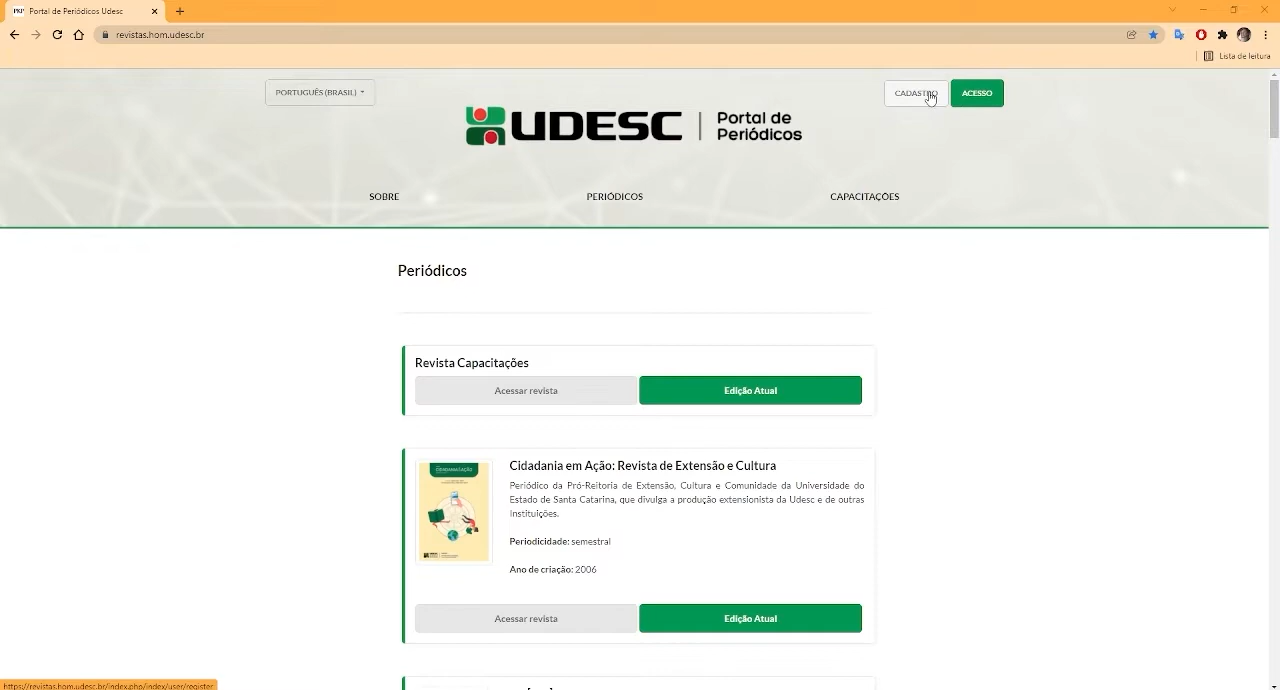 Portal de Periódicos Udesc
revistas.hom.udesc.br
Lista de leitura
PORTUGUÊS (BRASIL)
CADASTRO
ACESSO
UDESC
Portal de
Periódicos
SOBRE
PERIÓDICOS
CAPACITAÇÕES
Periódicos
Revista Capacitações
Acessar revista
Edição Atual
Cidadania em Ação: Revista de Extensão e Cultura
Periódico da Pró-Reitoria de Extensão, Cultura e Comunidade da Universidade do
Estado de Santa Catarina, que divulga a produção extensionista da Udesc e de outras
Instituições.
Periodicidade: semestral
Ano de criação: 2006
Acessar revista
Edição Atual
https://revistas.hom.udesc.br/index.php/index/user/register